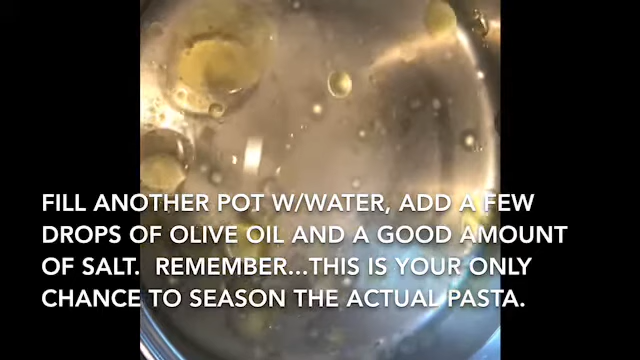 FILL ANOTHER POT W/WATER, ADD A FEW
DROPS OF OLIVE OIL AND A GOOD AMOUNT
OF SALT.  REMEMBER...THIS IS YOUR ONLY
CHANCE TO SEASON THE ACTUAL PASTA.